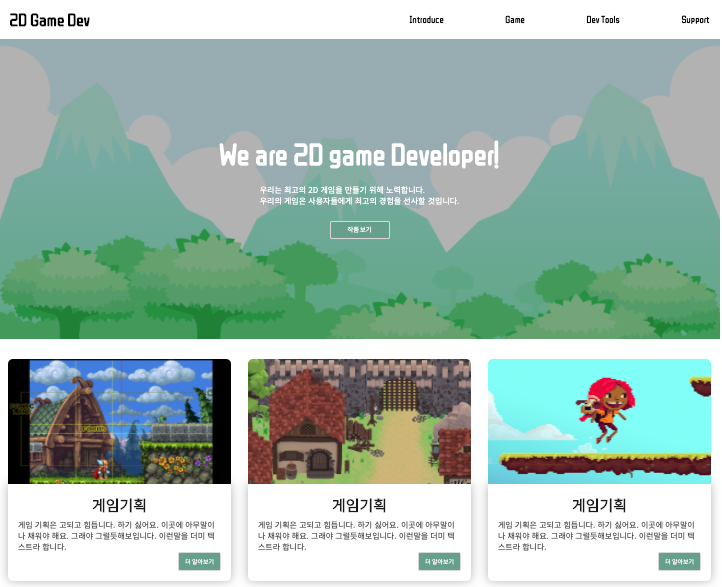 2D Game Dev
Introduce
Game
Dev Tools
Support
We are 2D game Developer!
우리는 최고의 2D 게임을 만들기 위해 노력합니다.
우리의 게임은 사용자들에게 최고의 경험을 선사할 것입니다.
작품 보기
게임기획
게임 기획은 고되고 힘듭니다. 하기 싫어요. 이곳에 아무말이
나 채워야 해요. 그래야 그럴듯해보입니다. 이런말을 더미 텍
스트라 합니다.
더 알아보기
게임기획
게임 기획은 고되고 힘듭니다. 하기 싫어요. 이곳에 아무말이
나 채워야 해요. 그래야 그럴듯해보입니다. 이런말을 더미 텍
스트라 합니다.
더 알아보기
게임기획
게임 기획은 고되고 힘듭니다. 하기 싫어요. 이곳에 아무말이
나 채워야 해요. 그래야 그럴듯해보입니다. 이런말을 더미 텍
스트라 합니다.
더 알아보기